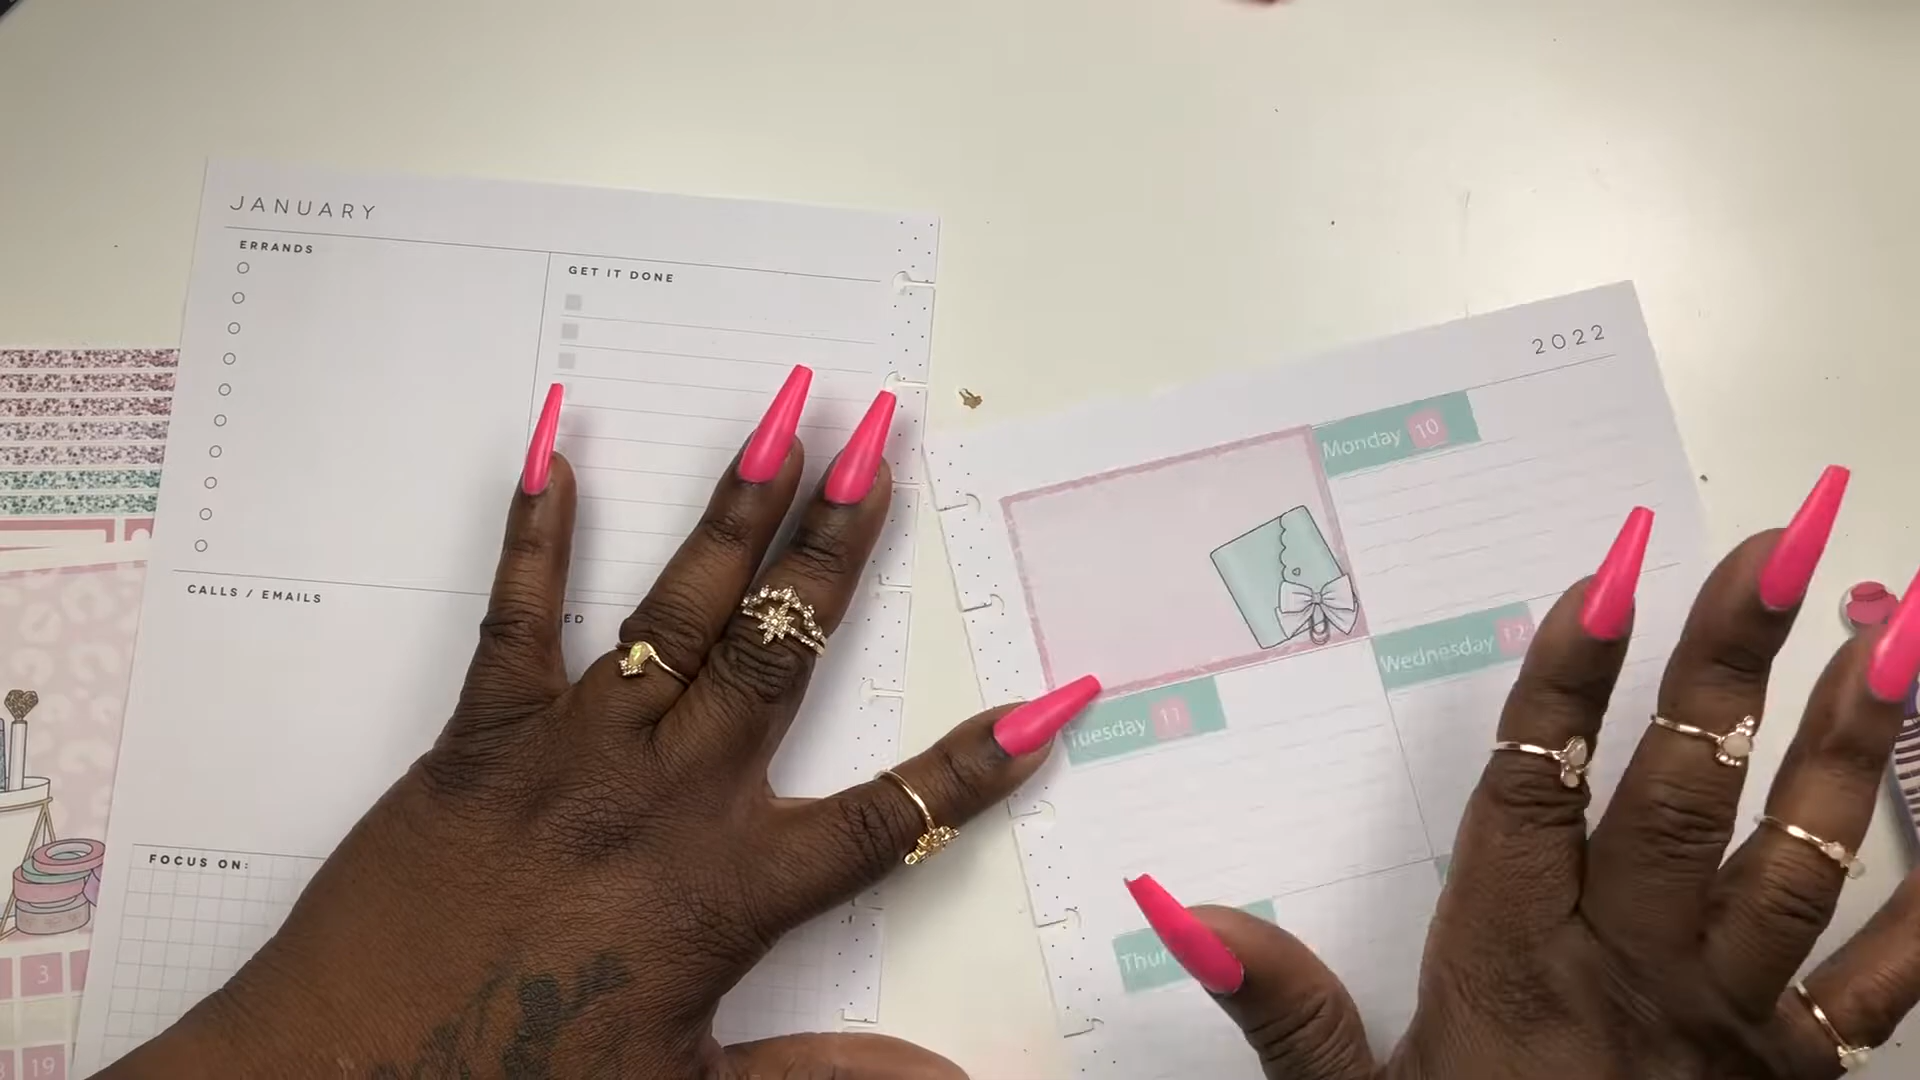 JANUARY
ERRANDS
GET IT DONE
CALLS / EMAILS
FOCUS ON:
3
19
2022
Monday 10
Tuesday 11
Wednesday 12